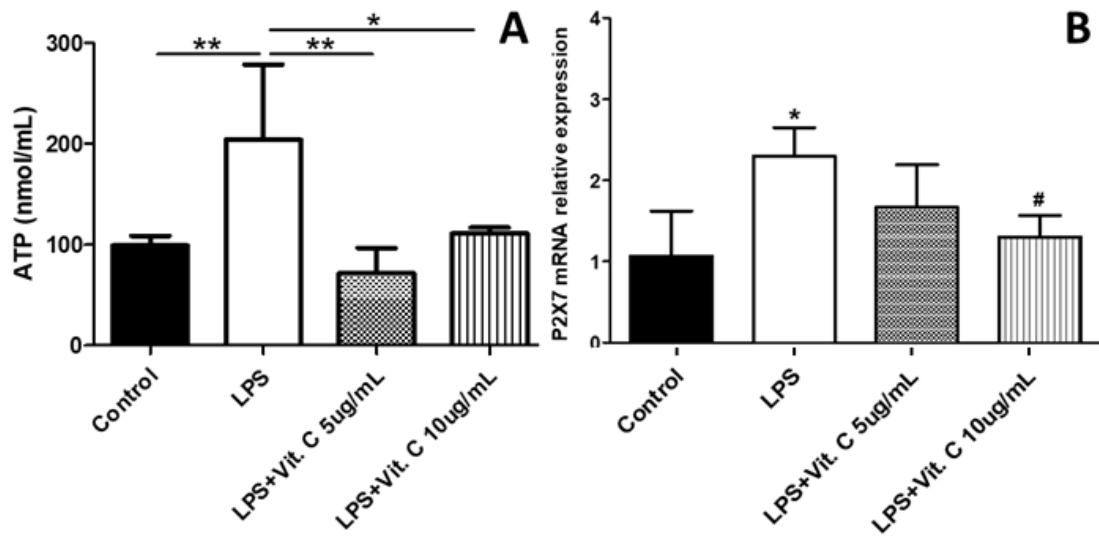 A
*
**
**
ATP (nmol/mL)
300
200
100
0
Control
LPS
LPS+Vit. C 5ug/mL
LPS+Vit. C 10ug/mL
B
P2X7 mRNA relative expression
4
3
2
1
0
*
#
Control
LPS
LPS+Vit. C 5ug/mL
LPS+Vit. C 10ug/mL